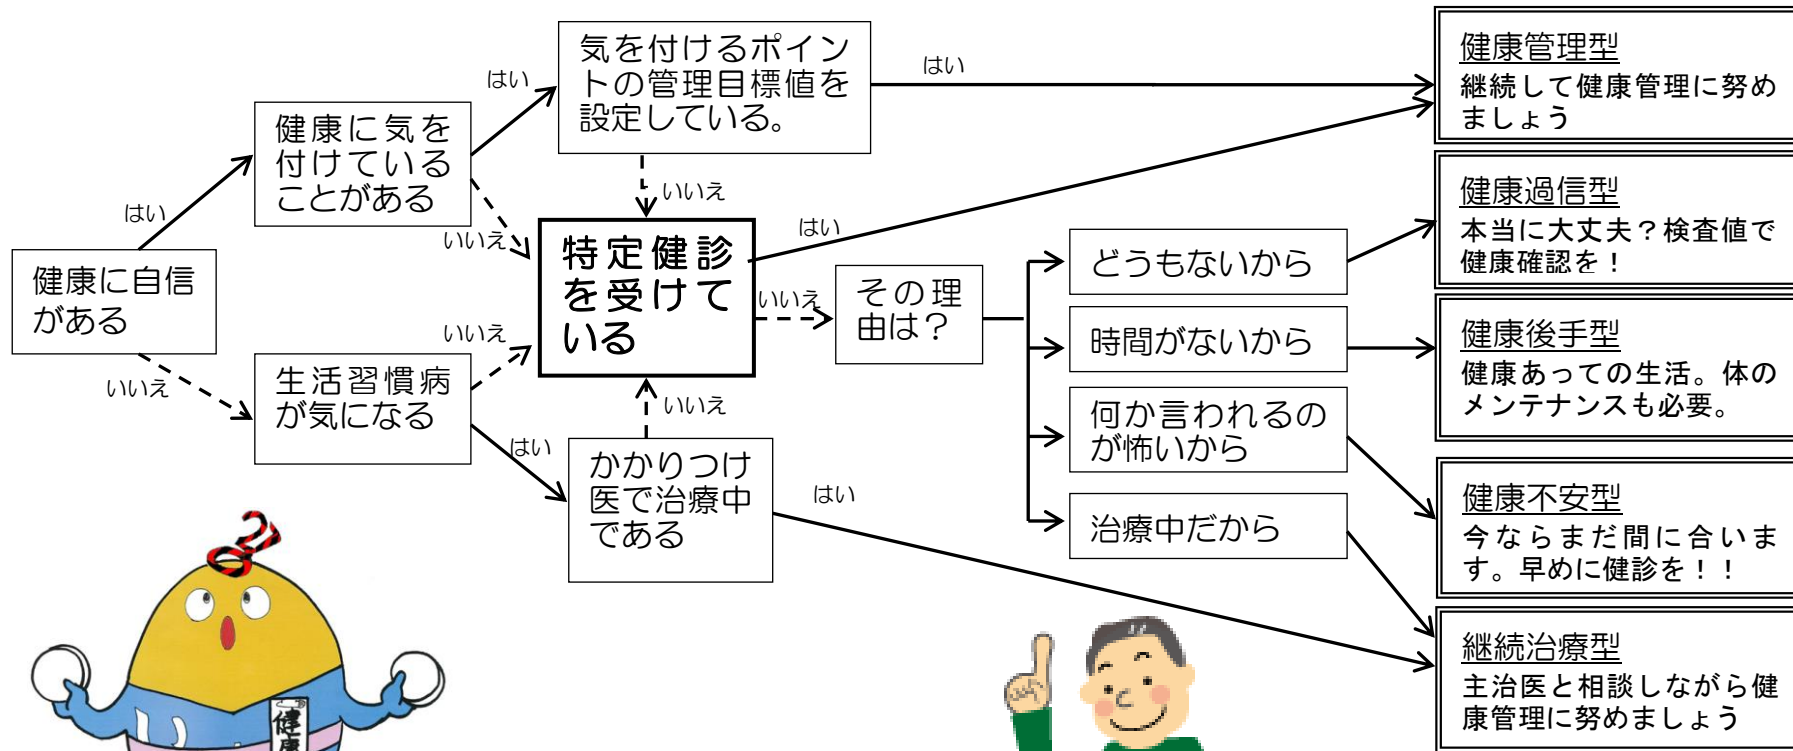 健康に自信
がある
はい
いいえ
健康に気を
付けている
ことがある
はい
いいえ
生活習慣病
が気になる
いいえ
はい
気を付けるポイン
トの管理目標値を
設定している。
はい
いいえ
特定健診
を受けて
いる
はい
いいえ
かかりつけ
医で治療中
である
いいえ
はい
その理
由は？
どうもないから
時間がないから
何か言われるの
が怖いから
治療中だから
健康管理型
継続して健康管理に努め
ましょう
健康過信型
本当に大丈夫？検査値で
健康確認を！
健康後手型
健康あっての生活。体の
メンテナンスも必要。
健康不安型
今ならまだ間に合いま
す。早めに健診を！！
継続治療型
主治医と相談しながら健
康管理に努めましょう
健康